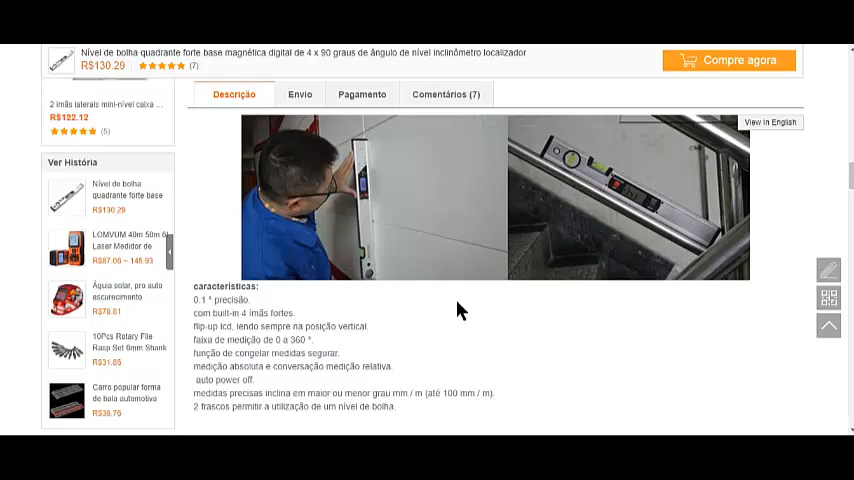 Nível de bolha quadrante forte base magnética digital de 4 x 90 graus de ângulo de nível inclinômetro localizador
R$130.29
(7)
Compre agora
2 imãs laterais mini-nível caixa ...
R$122.12
(5)
Ver História
Nível de bolha
quadrante forte base
R$130.29
LOMVUM 40m 50m 6
Laser Medidor de
R$87.06 – 145.93
Águia solar, pro auto
escurecimento
R$78.81
10Pcs Rotary File
Rasp Set 6mm Shank
R$31.85
Carro popular forma
de bala automotiva
R$36.76
Descrição
Envio
Pagamento
Comentários (7)
View in English
características:
0.1 ° precisão.
com built-in 4 ímãs fortes.
flip-up lcd, lendo sempre na posição vertical.
faixa de medição de 0 a 360 °.
função de congelar medidas segurar.
medição absoluta e conversação medição relativa.
auto power off.
medidas precisas inclina em maior ou menor grau mm / m (até 100 mm / m).
2 frascos permitir a utilização de um nível de bolha.